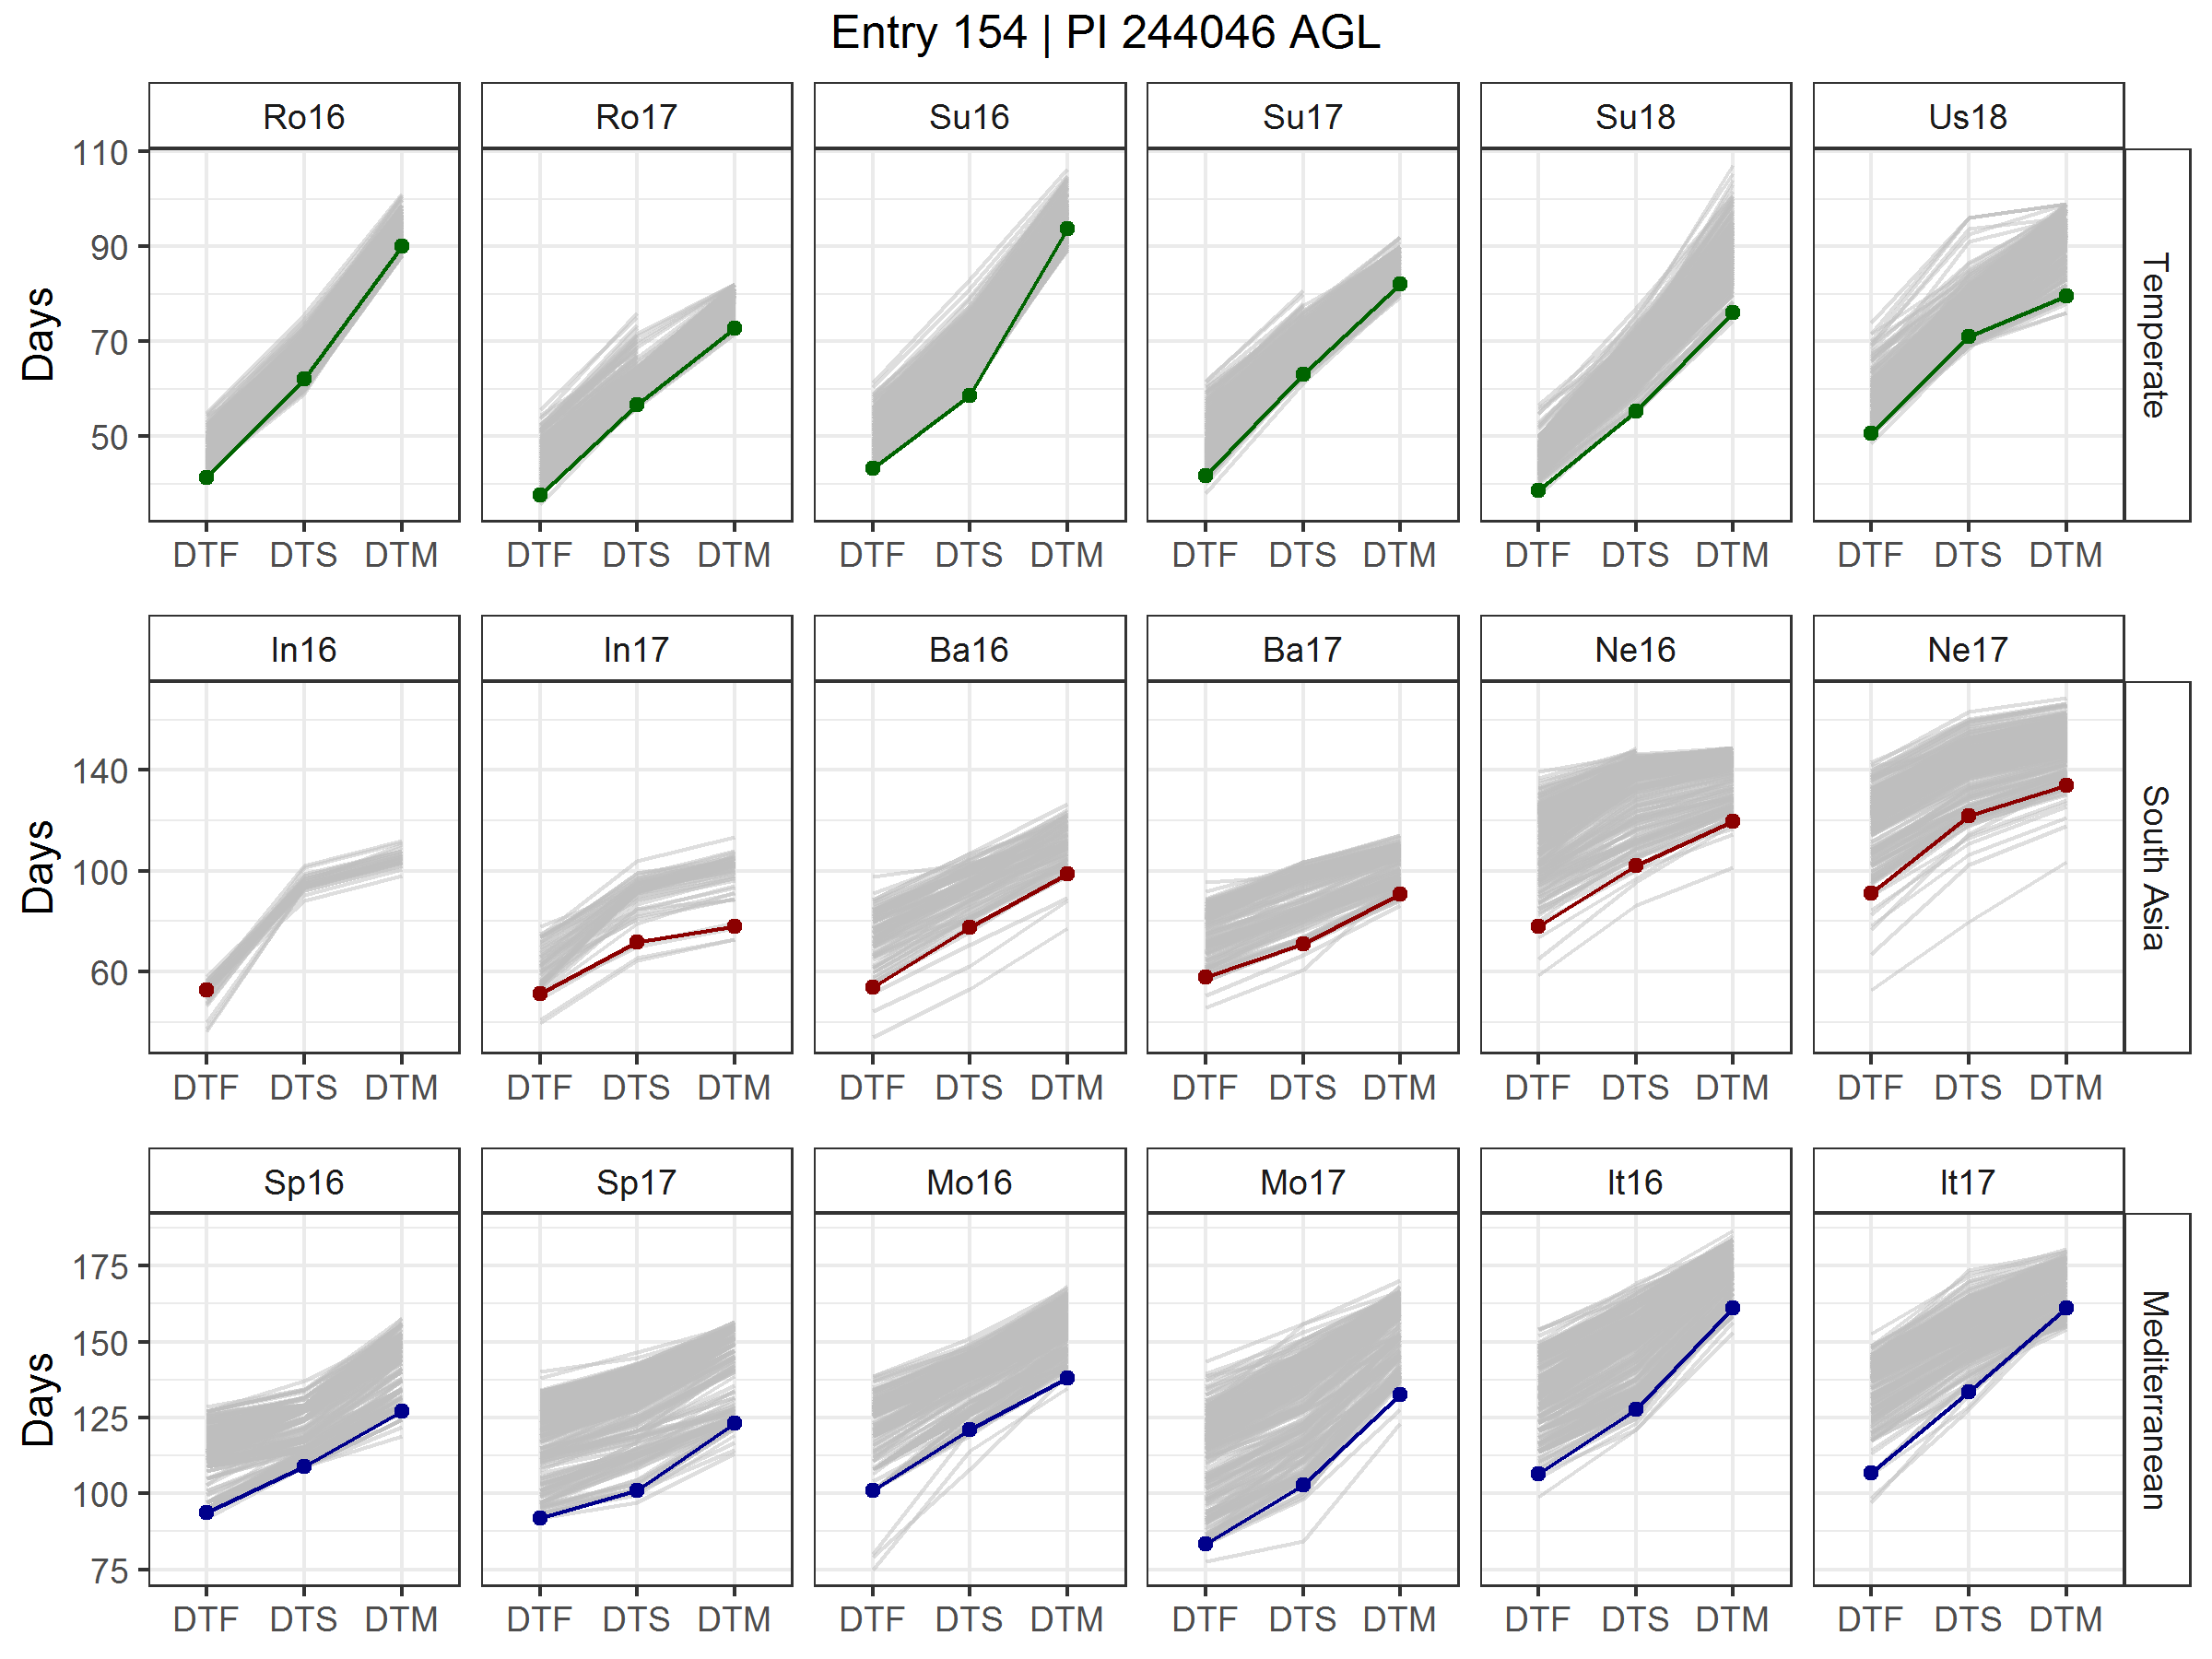 Entry 154 | PI 244046 AGL
Ro16 Ro17 Su16 Su17 Su18 Us18
110
90
70
50
Days
Temperate
DTF DTS DTM DTF DTS DTM DTF DTS DTM DTF DTS DTM DTF DTS DTM DTF DTS DTM
In16 In17 Ba16 Ba17 Ne16 Ne17
140
100
60
Days
South Asia
DTF DTS DTM DTF DTS DTM DTF DTS DTM DTF DTS DTM DTF DTS DTM DTF DTS DTM
Sp16 Sp17 Mo16 Mo17 It16 It17
175
150
125
100
75
Days
Mediterranean
DTF DTS DTM DTF DTS DTM DTF DTS DTM DTF DTS DTM DTF DTS DTM DTF DTS DTM